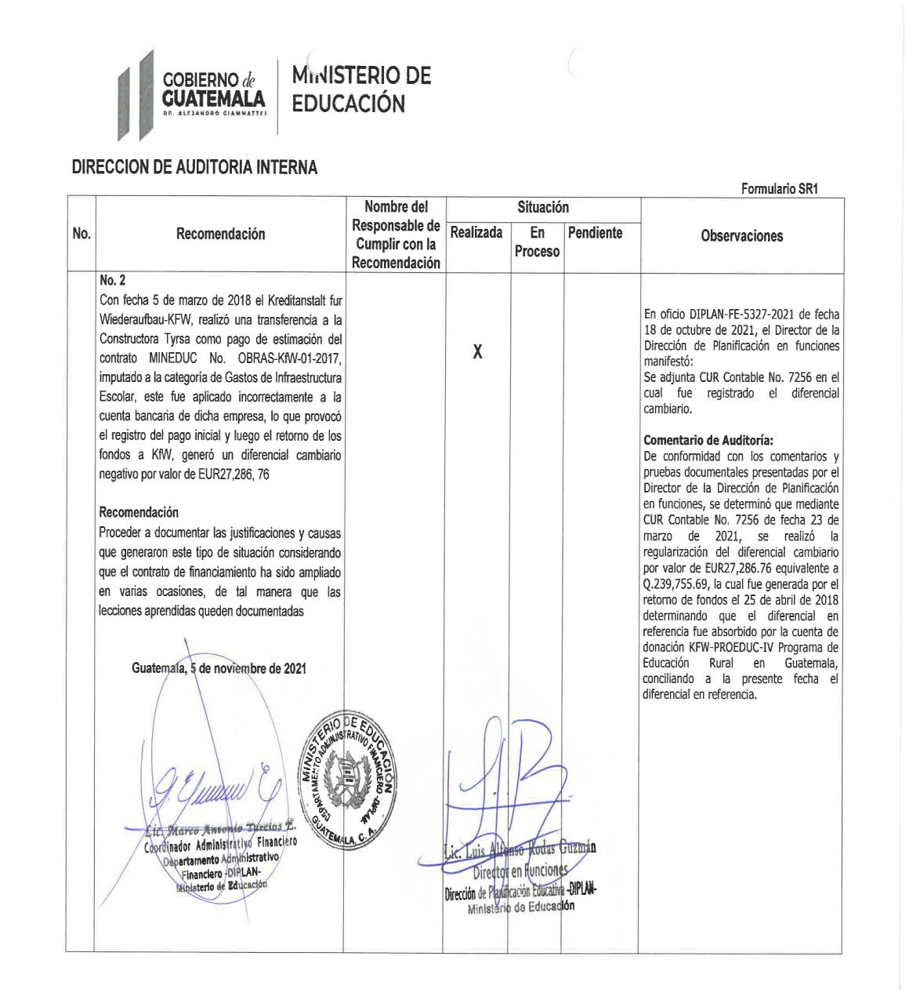 GOBIERNO de
GUATEMALA
DR. ALEJANDRO GIAMMATTEI
MINISTERIO DE
EDUCACIÓN
DIRECCION DE AUDITORIA INTERNA
Formulario SR1
No.
Recomendación
Nombre del
Responsable de
Cumplir con la
Recomendación
Situación
Realizada
En
Proceso
Pendiente
Observaciones
No. 2
Con fecha 5 de marzo de 2018 el Kreditanstalt fur
Wiederaufbau-KFW, realizó una transferencia a la
Constructora Tyrsa como pago de estimación del
contrato MINEDUC No. OBRAS-KfW-01-2017,
imputado a la categoría de Gastos de Infraestructura
Escolar, este fue aplicado incorrectamente a la
cuenta bancaria de dicha empresa, lo que provocó
el registro del pago inicial y luego el retorno de los
fondos a KfW, generó un diferencial cambiario
negativo por valor de EUR27,286, 76
Recomendación
Proceder a documentar las justificaciones y causas
que generaron este tipo de situación considerando
que el contrato de financiamiento ha sido ampliado
en varias ocasiones, de tal manera que las
lecciones aprendidas queden documentadas
Guatemala, 5 de noviembre de 2021
X
En oficio DIPLAN-FE-5327-2021 de fecha
18 de octubre de 2021, el Director de la
Dirección de Planificación en funciones
manifestó:
Se adjunta CUR Contable No. 7256 en el
cual fue registrado el diferencial
cambiario.
Comentario de Auditoría:
De conformidad con los comentarios y
pruebas documentales presentadas por el
Director de la Dirección de Planificación
en funciones, se determinó que mediante
CUR Contable No. 7256 de fecha 23 de
marzo de 2021, se realizó la
regularización del diferencial cambiario
por valor de EUR27,286.76 equivalente a
Q.239,755.69, la cual fue generada por el
retorno de fondos el 25 de abril de 2018
determinando que el diferencial en
referencia fue absorbido por la cuenta de
donación KFW-PROEDUC-IV Programa de
Educación Rural en Guatemala,
conciliando a la presente fecha el
diferencial en referencia.
MINISTERIO DE EDUCACIÓN
DEPARTAMENTO ADMINISTRATIVO FINANCIERO -DIPLAN-
GUATEMALA, C. A.
Lic. Marco Antonio Turcios E.
Coordinador Administrativo Financiero
Departamento Administrativo
Financiero -DIPLAN-
Ministerio de Educación
Lic. Luis Alfonso Rodas Guzmán
Director en Funciones
Dirección de Planificación Educativa -DIPLAN-
Ministerio de Educación